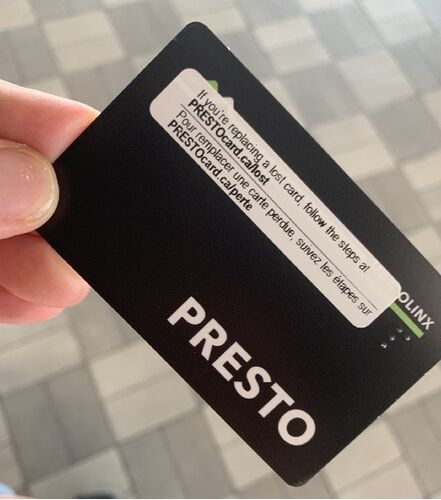 If you're replacing a lost card, follow the steps at
PRESTOcard.ca/lost
Pour remplacer une carte perdue, suivez les étapes sur
PRESTOcard.ca/perte
OLINX
PRESTO